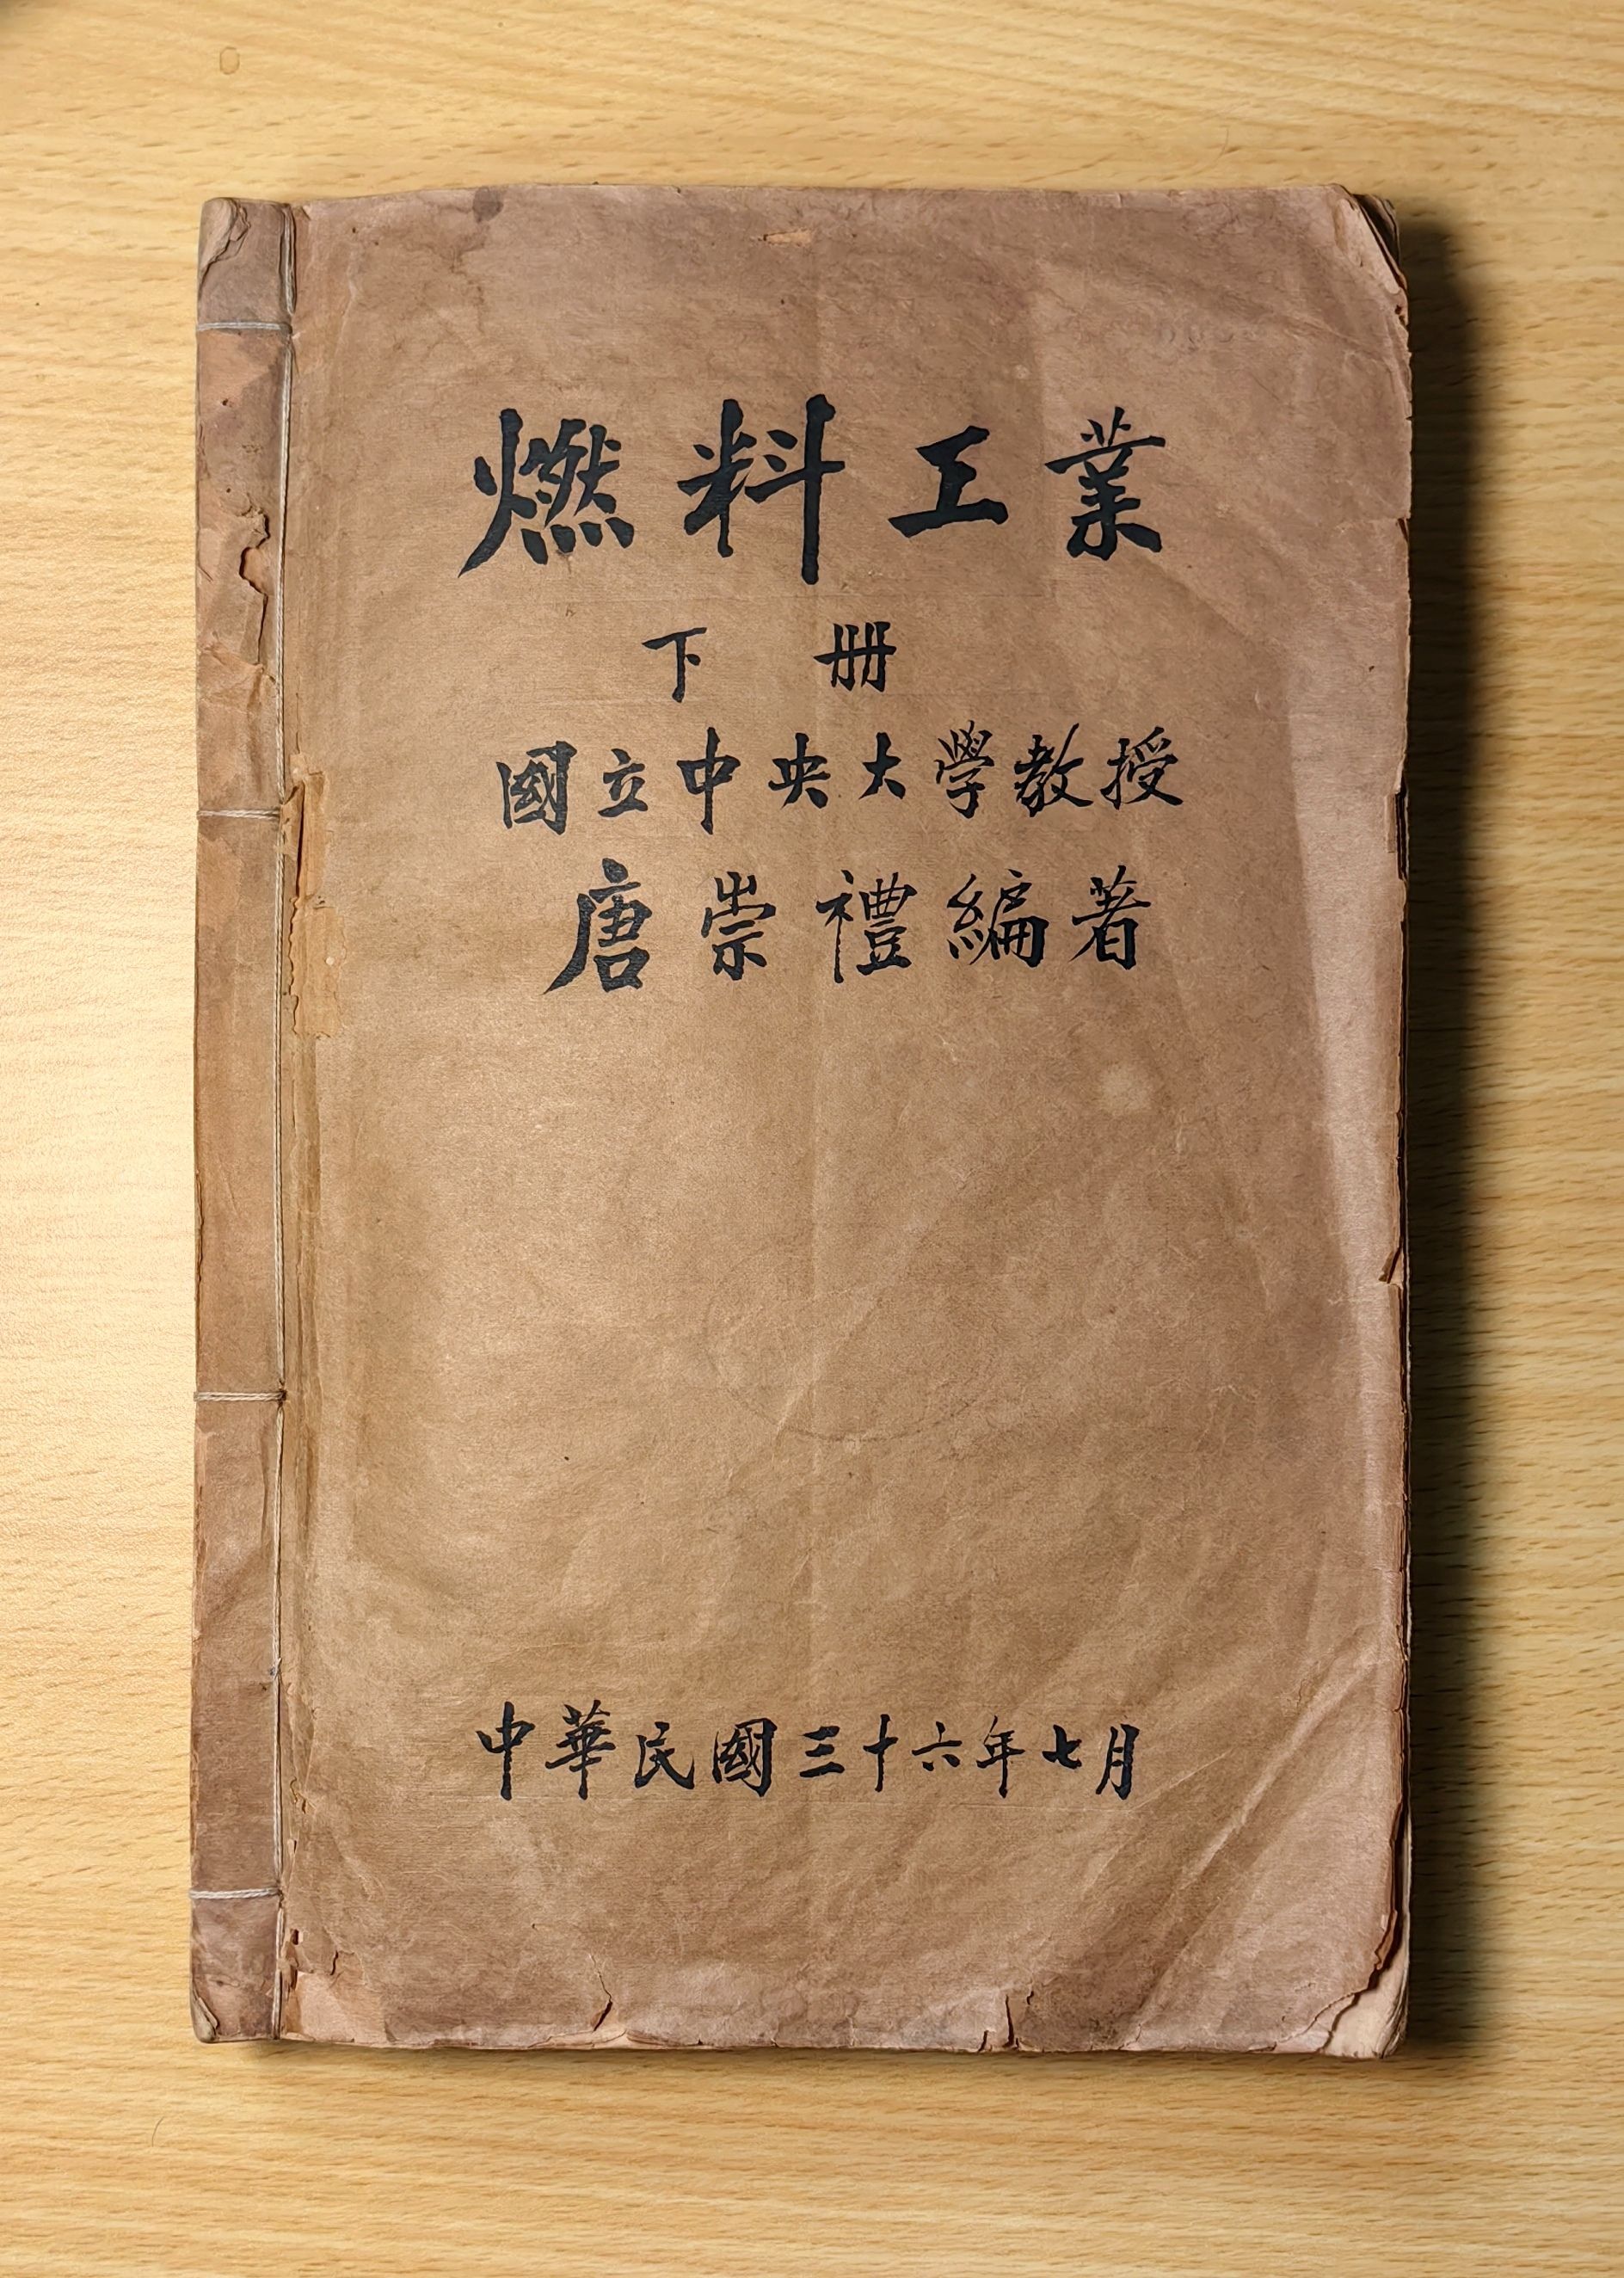 燃料工業
下冊
國立中央大學教授
唐崇禮編著
中華民國三十六年七月